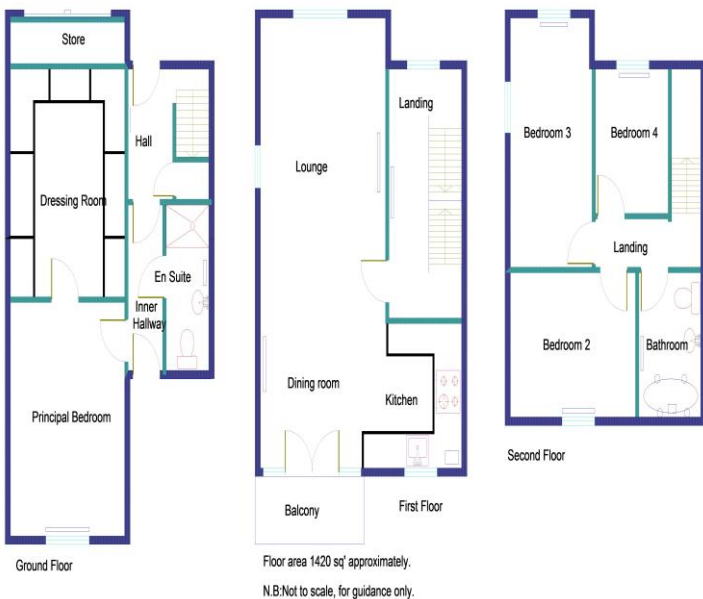 Store
Hall
Dressing Room
En Suite
Inner
Hallway
Principal Bedroom
Ground Floor
Landing
Lounge
Dining room
Kitchen
Balcony
First Floor
Floor area 1420 sq' approximately.
N.B:Not to scale, for guidance only.
Bedroom 3
Bedroom 4
Landing
Bedroom 2
Bathroom
Second Floor